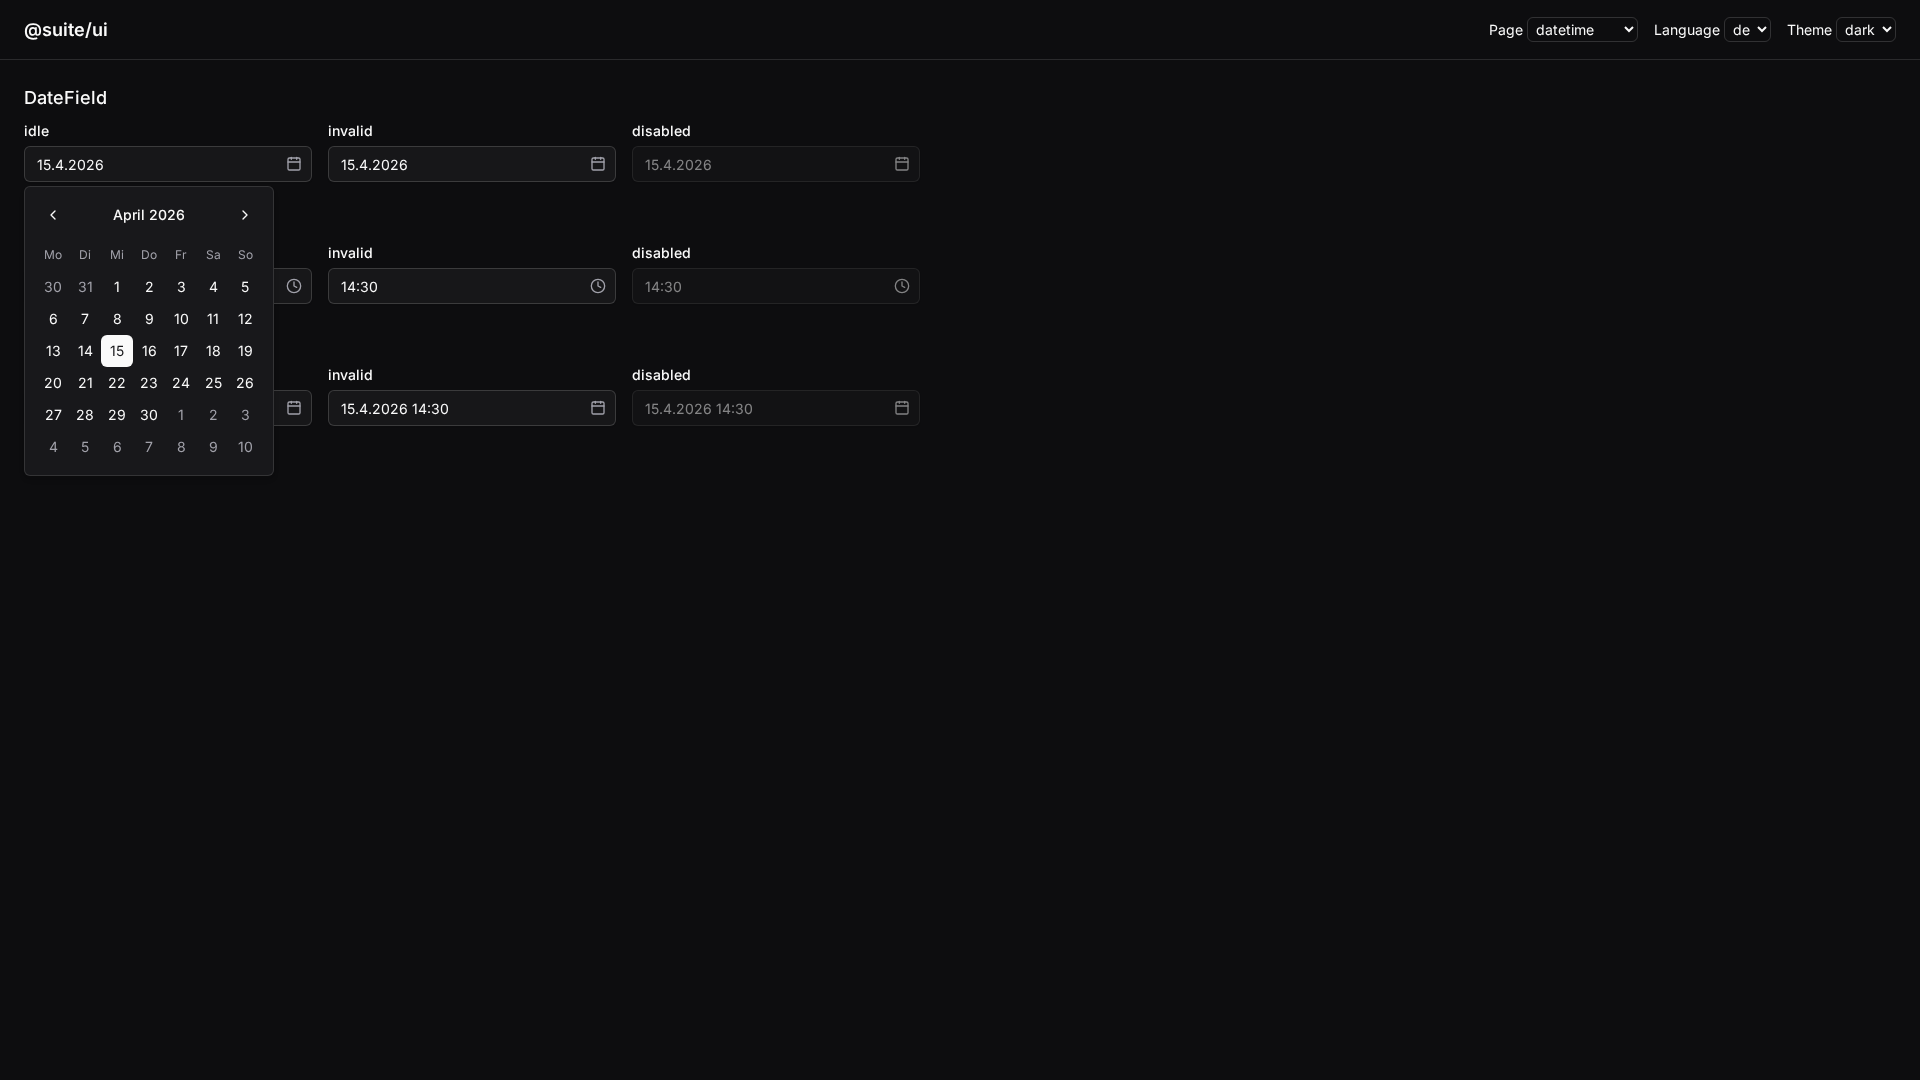 @suite/ui
Page datetime Language de Theme dark
DateField
idle invalid disabled
15.4.2026 15.4.2026 15.4.2026
April 2026
Mo Di Mi Do Fr Sa So
30 31 1 2 3 4 5
6 7 8 9 10 11 12
13 14 15 16 17 18 19
20 21 22 23 24 25 26
27 28 29 30 1 2 3
4 5 6 7 8 9 10
invalid disabled
14:30 14:30
invalid disabled
15.4.2026 14:30 15.4.2026 14:30